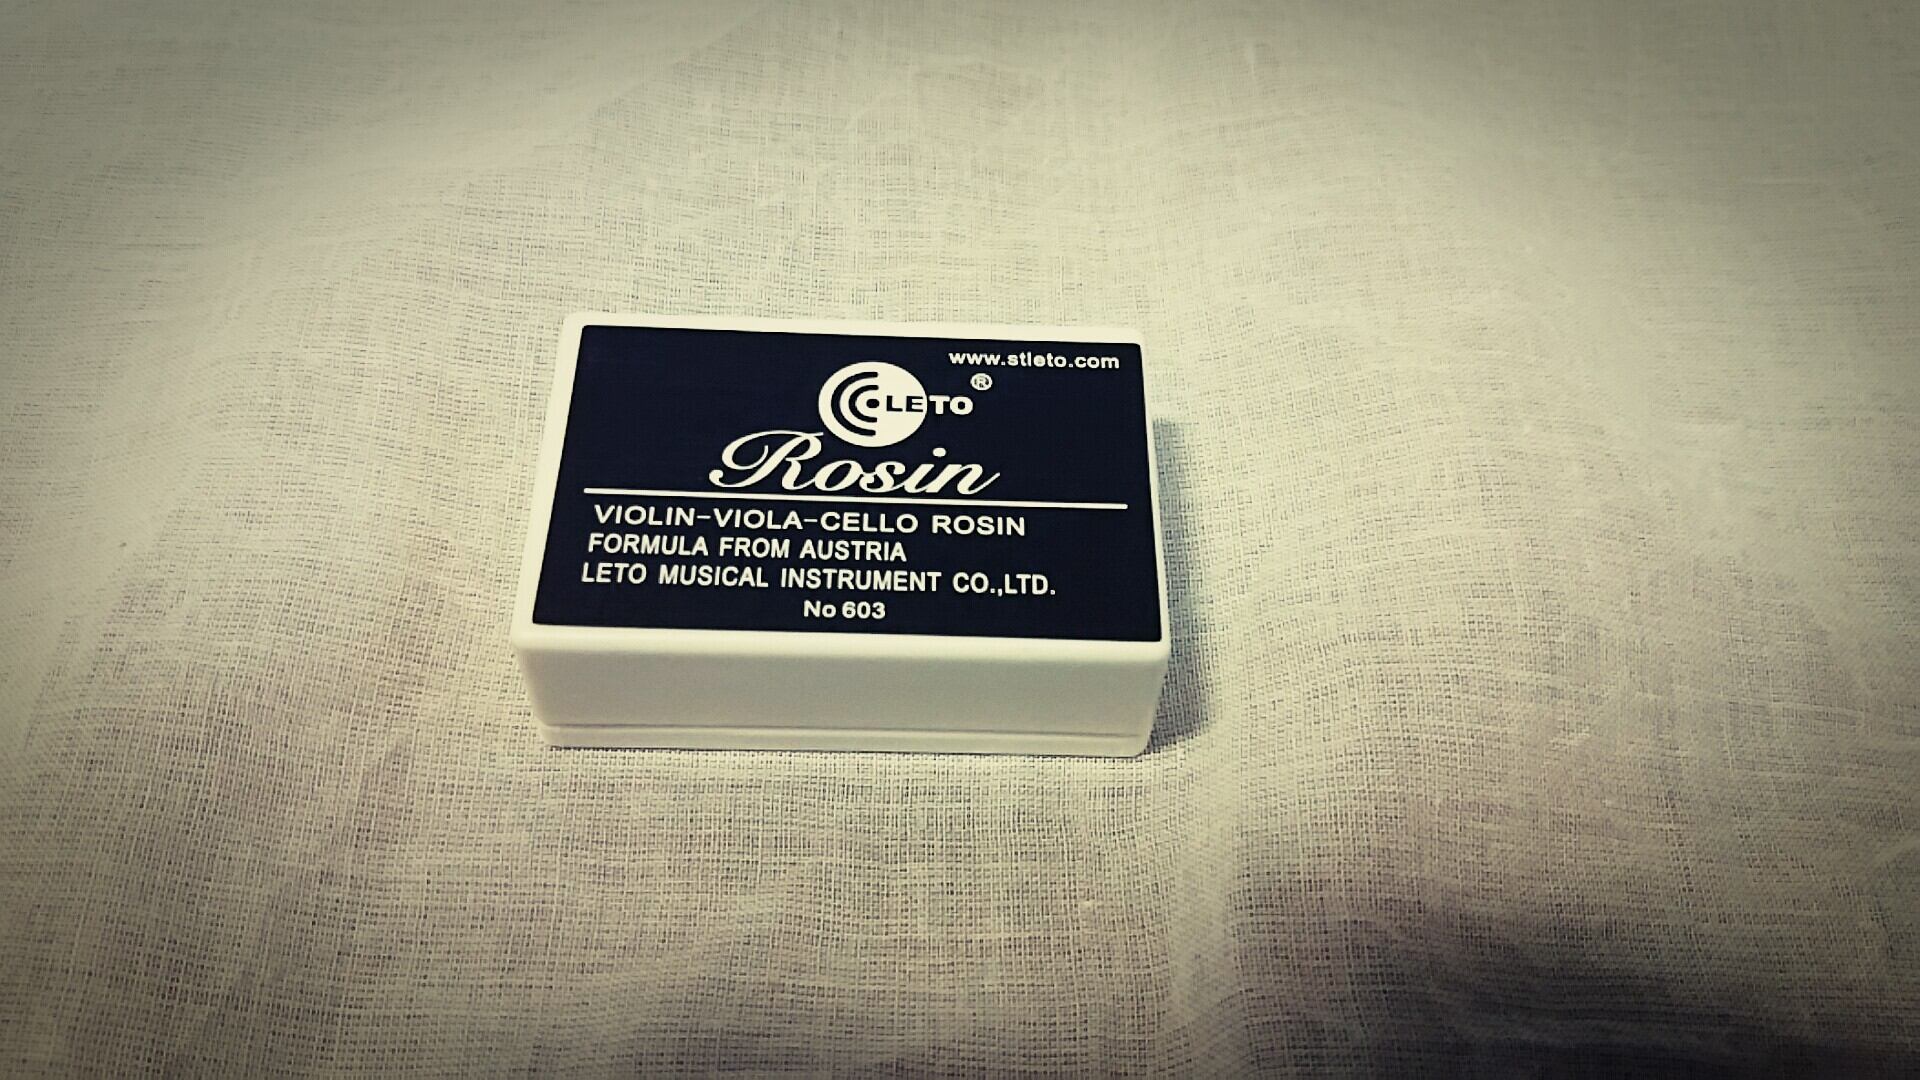 www.stleto.com
LETO ®
Rosin
VIOLIN-VIOLA-CELLO ROSIN
FORMULA FROM AUSTRIA
LETO MUSICAL INSTRUMENT CO.,LTD.
No 603